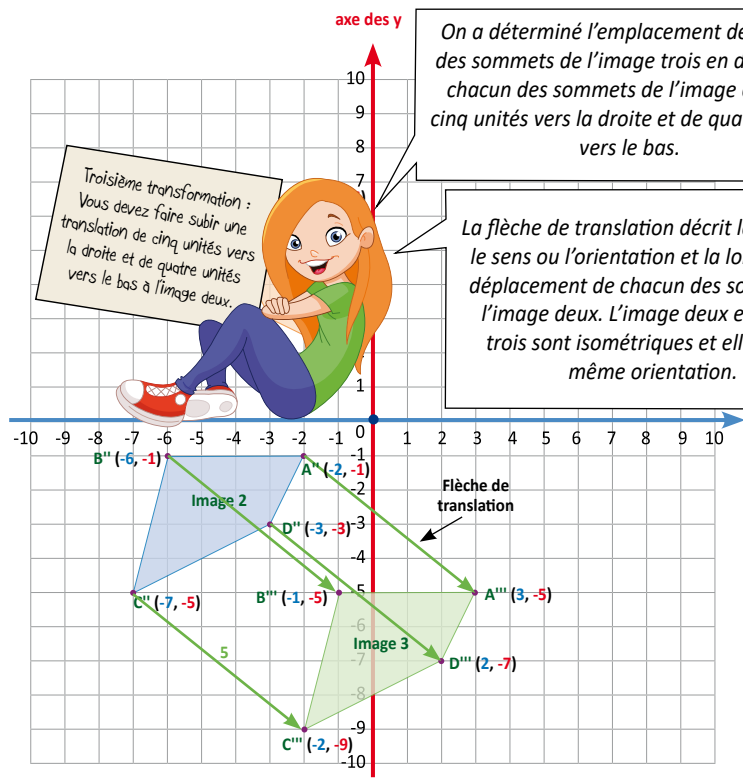 axe des y
On a déterminé l'emplacement de
des sommets de l'image trois en d
chacun des sommets de l'image
cinq unités vers la droite et de qua
vers le bas.
Troisième transformation :
Vous devez faire subir une
translation de cinq unités vers
la droite et de quatre unités
vers le bas à l'image deux.
La flèche de translation décrit l
le sens ou l'orientation et la lo
déplacement de chacun des so
l'image deux. L'image deux e
trois sont isométriques et ell
même orientation.
10
9
8
7
1
0
-10 -9 -8 -7 -6 -5 -4 -3 -2 -1 0 1 2 3 4 5 6 7 8 9 10
B'' (-6, -1)
A'' (-2, -1)
-2
Image 2
Flèche de
translation
D'' (-3, -3)
-3
-4
C'' (-7, -5)
B''' (-1, -5)
-5
A''' (3, -5)
-6
5
Image 3
-7
D''' (2, -7)
-8
-9
C''' (-2, -9)
-10